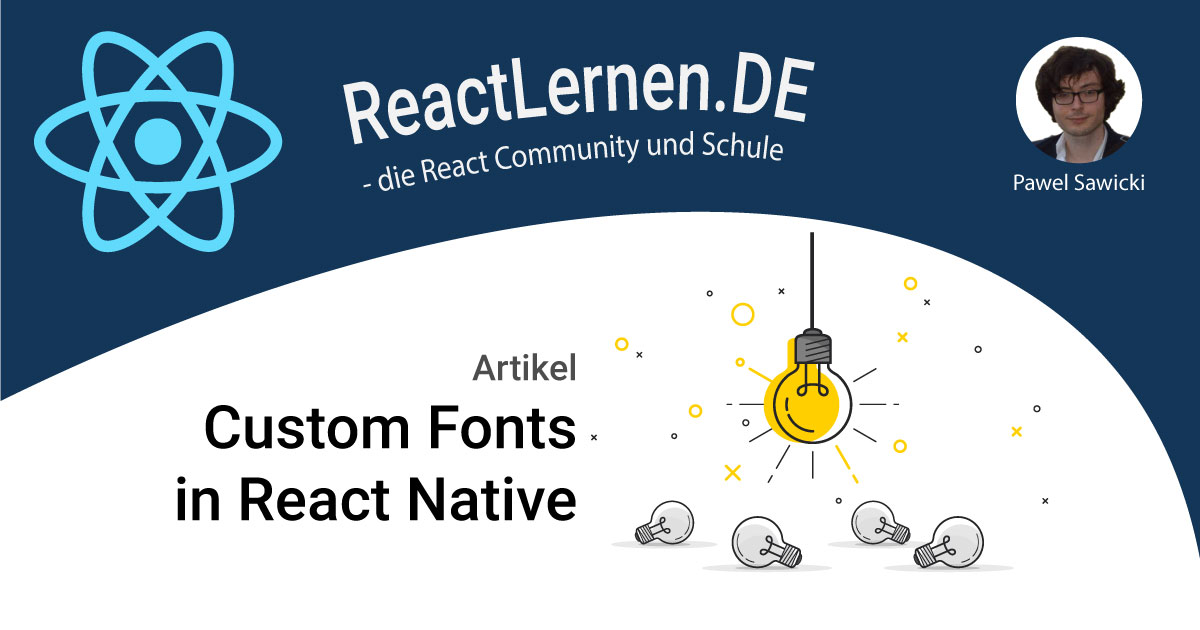 ReactLernen.DE
- die React Community und Schule
Pawel Sawicki
Artikel
Custom Fonts
in React Native